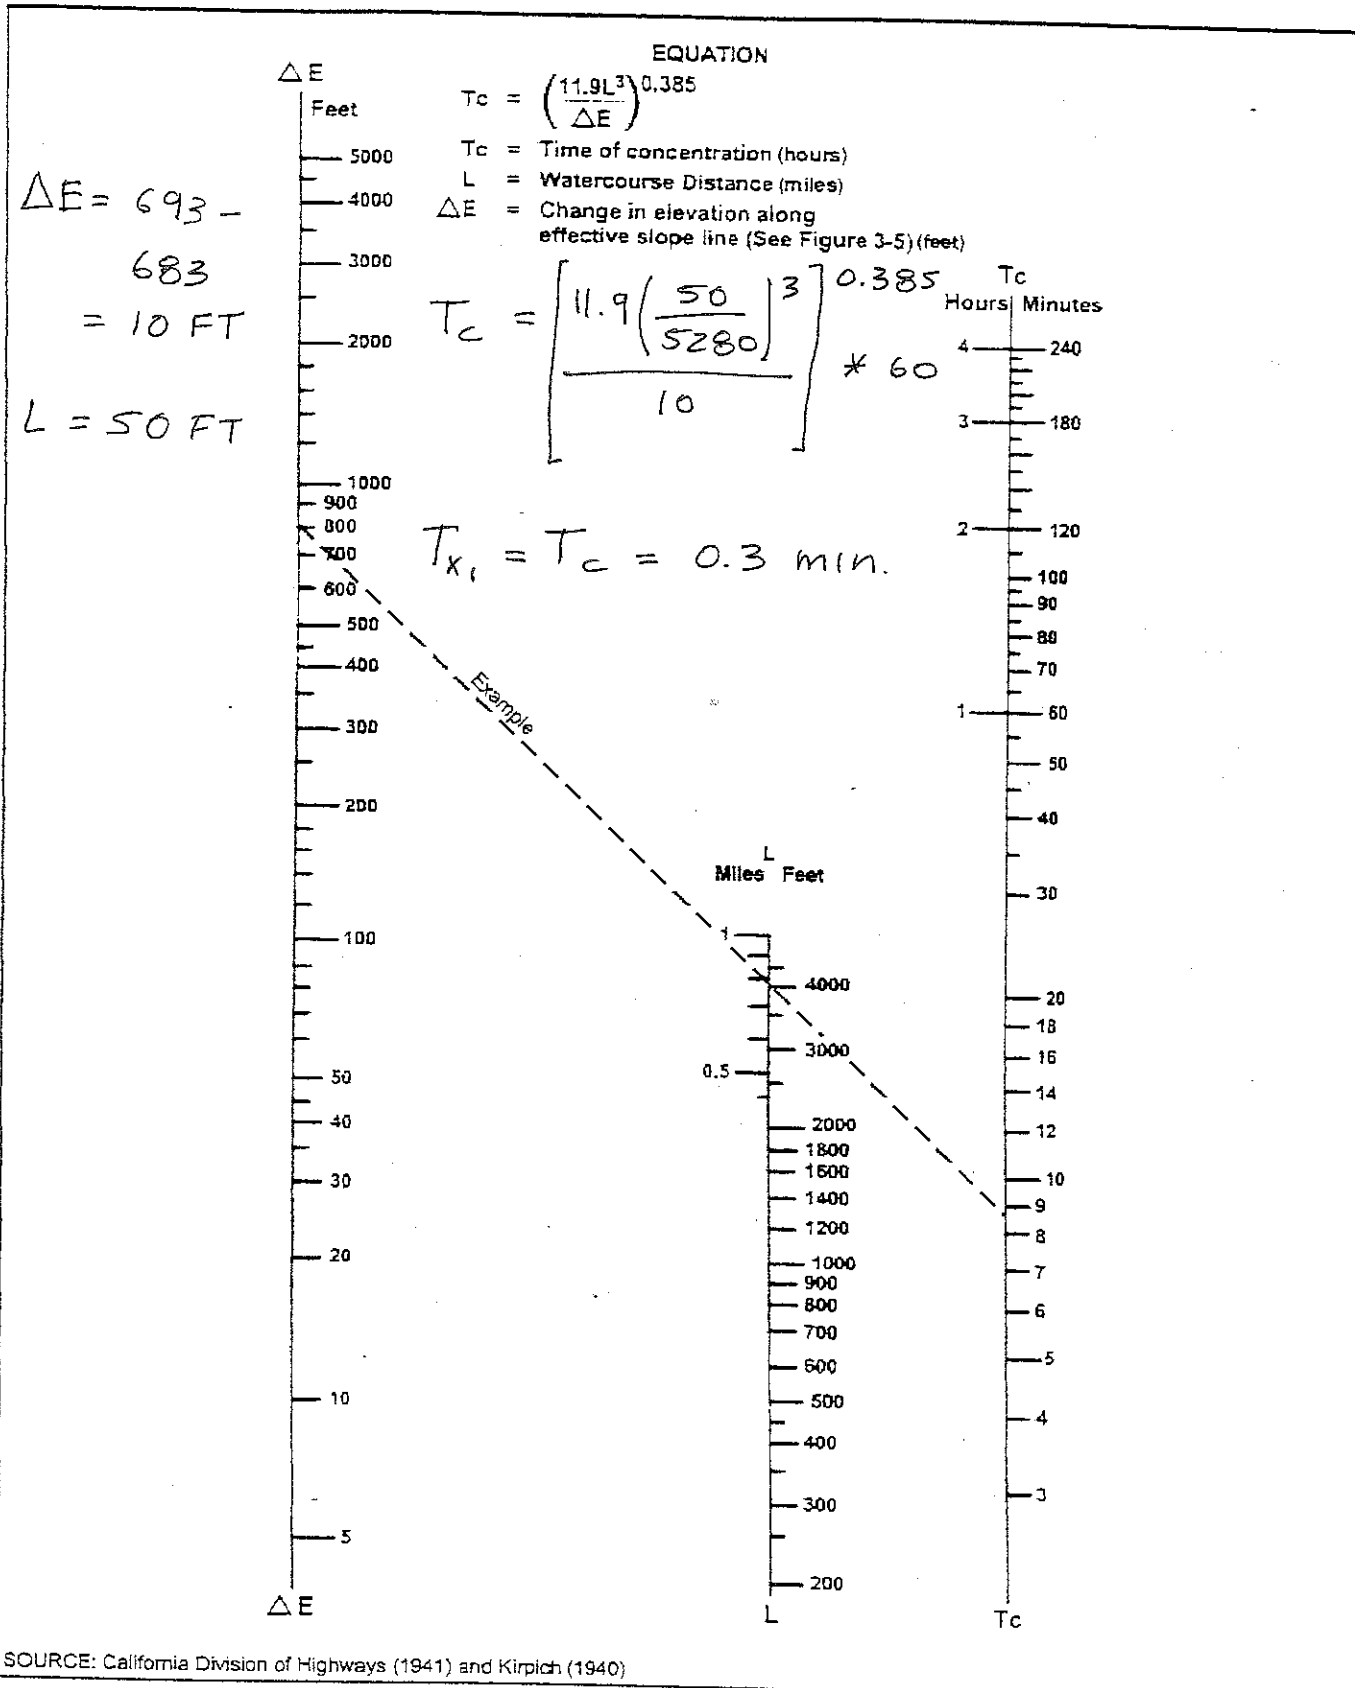 EQUATION
Tc = (11.9L³ / ΔE)^0.385
Tc = Time of concentration (hours)
L = Watercourse Distance (miles)
ΔE = Change in elevation along
effective slope line (See Figure 3-5) (feet)
ΔE = 693 -
683
= 10 FT
L = 50 FT
Tc = [11.9 (50 / 5280)³ / 10]^0.385 * 60
Tx₁ = Tc = 0.3 min.
ΔE
Feet
5000
4000
3000
2000
1000
900
800
700
600
500
400
300
200
100
50
40
30
20
10
5
ΔE
Example
L
Miles Feet
1
4000
3000
0.5
2000
1800
1600
1400
1200
1000
900
800
700
600
500
400
300
200
L
Tc
Hours Minutes
4 240
3 180
2 120
100
90
80
70
1 60
50
40
30
20
18
16
14
12
10
9
8
7
6
5
4
3
Tc
SOURCE: California Division of Highways (1941) and Kirpich (1940)